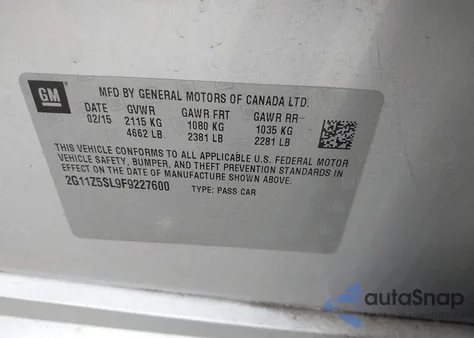 GM
MFD BY GENERAL MOTORS OF CANADA LTD.
DATE GVWR GAWR FRT GAWR RR
02/15 2115 KG 1080 KG 1035 KG
4662 LB 2381 LB 2281 LB
THIS VEHICLE CONFORMS TO ALL APPLICABLE U.S. FEDERAL MOTOR
VEHICLE SAFETY, BUMPER, AND THEFT PREVENTION STANDARDS IN
EFFECT ON THE DATE OF MANUFACTURE SHOWN ABOVE.
2G11Z5SL9F9227600 TYPE: PASS CAR
autoSnap